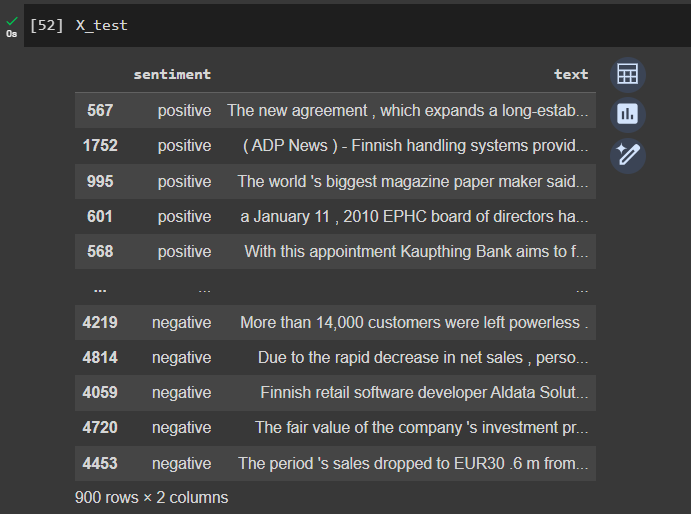 [52] X_test
0s
sentiment text
567 positive The new agreement , which expands a long-estab...
1752 positive ( ADP News ) - Finnish handling systems provid...
995 positive The world 's biggest magazine paper maker said...
601 positive a January 11 , 2010 EPHC board of directors ha...
568 positive With this appointment Kaupthing Bank aims to f...
... ... ...
4219 negative More than 14,000 customers were left powerless .
4814 negative Due to the rapid decrease in net sales , perso...
4059 negative Finnish retail software developer Aldata Solut...
4720 negative The fair value of the company 's investment pr...
4453 negative The period 's sales dropped to EUR30 .6 m from...
900 rows × 2 columns